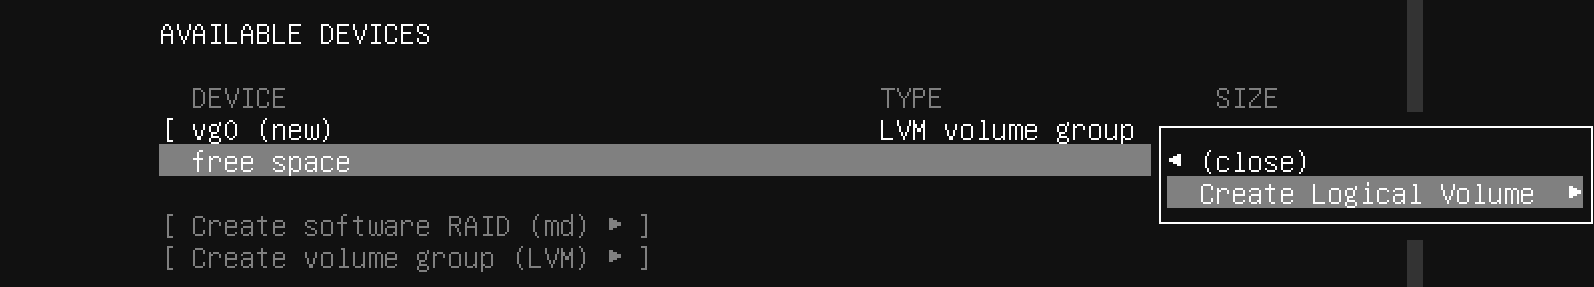 AVAILABLE DEVICES
DEVICE TYPE SIZE
[ vg0 (new) LVM volume group
free space ◄ (close)
Create Logical Volume ►
[ Create software RAID (md) ► ]
[ Create volume group (LVM) ► ]